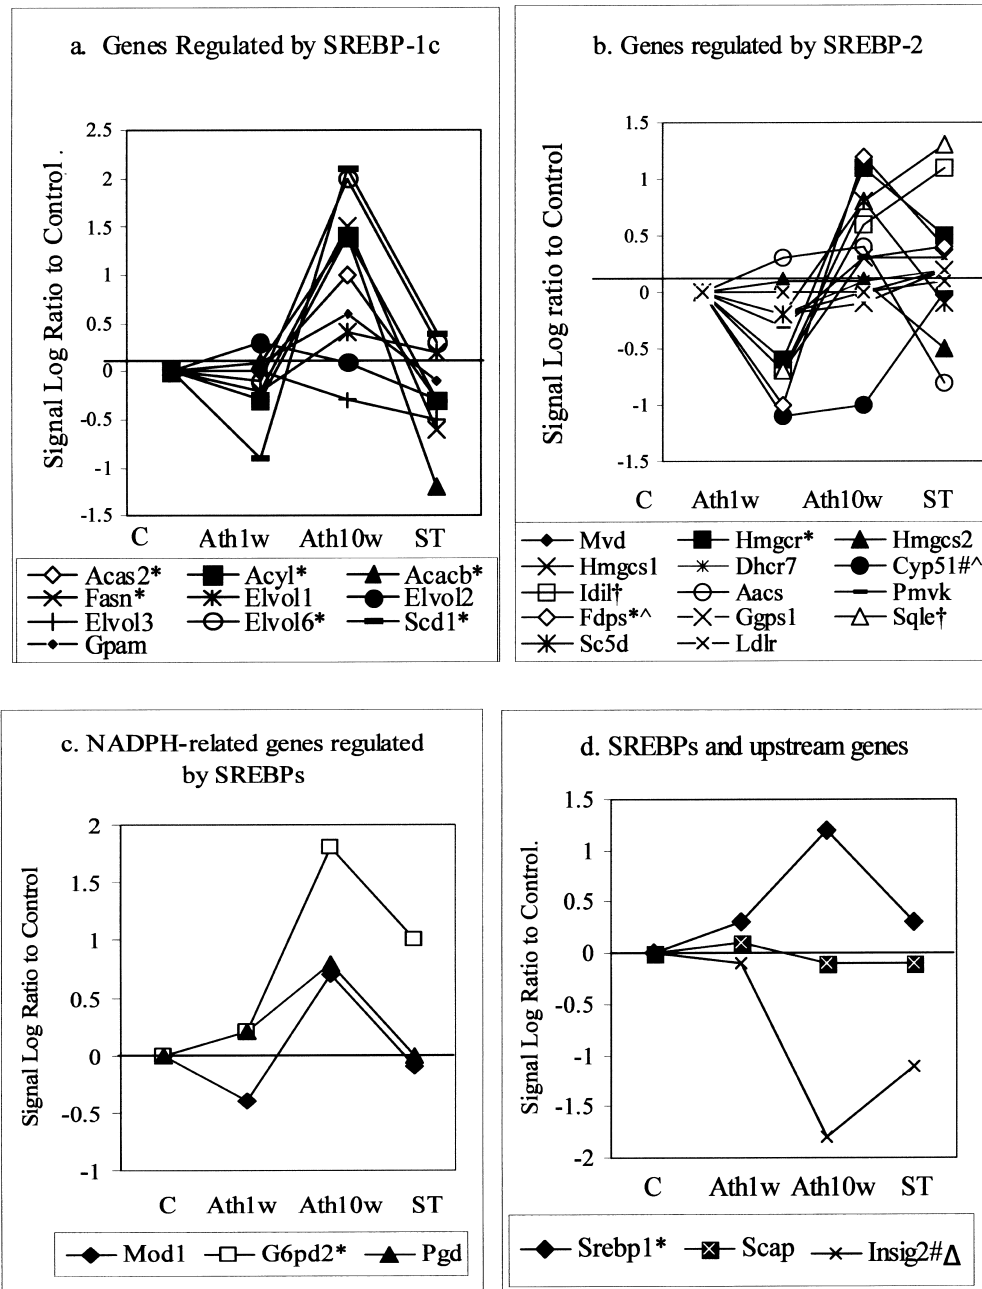 a. Genes Regulated by SREBP-1c
Signal Log Ratio to Control .
2.5
2
1.5
1
0.5
0
-0.5
-1
-1.5
C Ath1w Ath10w ST
Acas2* Acyl* Acacb*
Fasn* Elvol1 Elvol2
Elvol3 Elvol6* Scd1*
Gpam
b. Genes regulated by SREBP-2
Signal Log ratio to Control
1.5
1
0.5
0
-0.5
-1
-1.5
C Ath1w Ath10w ST
Mvd Hmgcr* Hmgcs2
Hmgcs1 Dhcr7 Cyp51#^
Idil† Aacs Pmvk
Fdps*^ Ggps1 Sqle†
Sc5d Ldlr
c. NADPH-related genes regulated
by SREBPs
Signal Log Ratio to Control
2
1.5
1
0.5
0
-0.5
-1
C Ath1w Ath10w ST
Mod1 G6pd2* Pgd
d. SREBPs and upstream genes
Signal Log Ratio to Control.
1.5
1
0.5
0
-0.5
-1
-1.5
-2
C Ath1w Ath10w ST
Srebp1* Scap Insig2#Δ